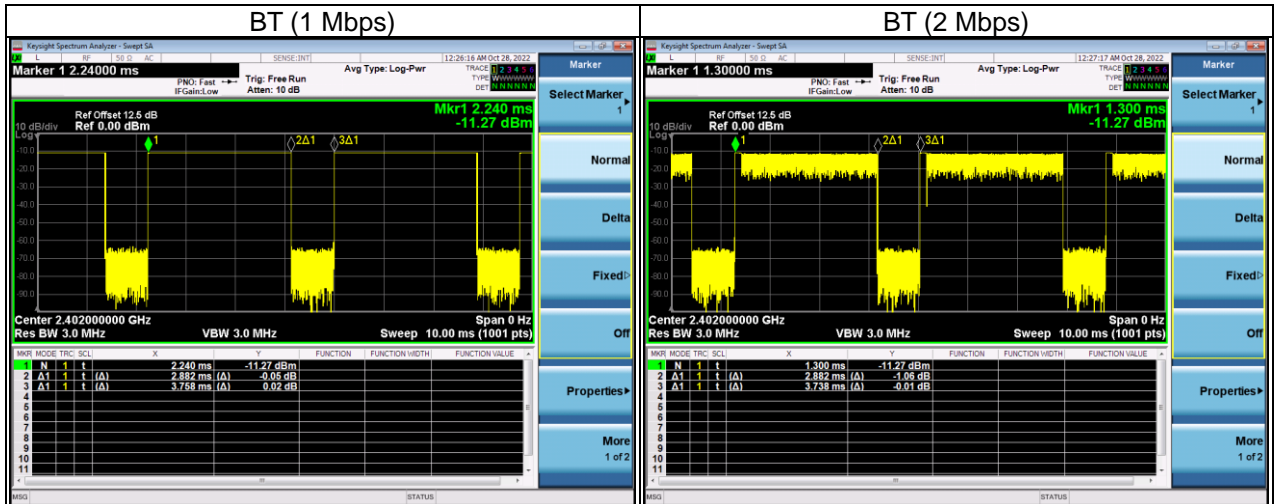 BT (1 Mbps)
Keysight Spectrum Analyzer - Swept SA
L RF 50 Ω AC SENSE:INT 12:26:16 AM Oct 28, 2022
Marker 1 2.24000 ms
PNO: Fast
IFGain:Low
Trig: Free Run
Atten: 10 dB
Avg Type: Log-Pwr
TRACE 1 2 3 4 5 6
TYPE
DET N N N N N N
Mkr1 2.240 ms
-11.27 dBm
Ref Offset 12.5 dB
10 dB/div Ref 0.00 dBm
Log
1 2Δ1 3Δ1
-10.0
-20.0
-30.0
-40.0
-50.0
-60.0
-70.0
-80.0
-90.0
Center 2.402000000 GHz Span 0 Hz
Res BW 3.0 MHz VBW 3.0 MHz Sweep 10.00 ms (1001 pts)
MKR MODE TRC SCL X Y FUNCTION FUNCTION WIDTH FUNCTION VALUE
1 N 1 t 2.240 ms -11.27 dBm
2 Δ1 1 t (Δ) 2.882 ms (Δ) -0.05 dB
3 Δ1 1 t (Δ) 3.758 ms (Δ) 0.02 dB
4
5
6
7
8
9
10
11
MSG STATUS
Marker
Select Marker
1
Normal
Delta
Fixed
Off
Properties
More
1 of 2
BT (2 Mbps)
Keysight Spectrum Analyzer - Swept SA
L RF 50 Ω AC SENSE:INT 12:27:17 AM Oct 28, 2022
Marker 1 1.30000 ms
PNO: Fast
IFGain:Low
Trig: Free Run
Atten: 10 dB
Avg Type: Log-Pwr
TRACE 1 2 3 4 5 6
TYPE
DET N N N N N N
Mkr1 1.300 ms
-11.27 dBm
Ref Offset 12.5 dB
10 dB/div Ref 0.00 dBm
Log
1 2Δ1 3Δ1
-10.0
-20.0
-30.0
-40.0
-50.0
-60.0
-70.0
-80.0
-90.0
Center 2.402000000 GHz Span 0 Hz
Res BW 3.0 MHz VBW 3.0 MHz Sweep 10.00 ms (1001 pts)
MKR MODE TRC SCL X Y FUNCTION FUNCTION WIDTH FUNCTION VALUE
1 N 1 t 1.300 ms -11.27 dBm
2 Δ1 1 t (Δ) 2.882 ms (Δ) -1.06 dB
3 Δ1 1 t (Δ) 3.738 ms (Δ) -0.01 dB
4
5
6
7
8
9
10
11
MSG STATUS
Marker
Select Marker
1
Normal
Delta
Fixed
Off
Properties
More
1 of 2